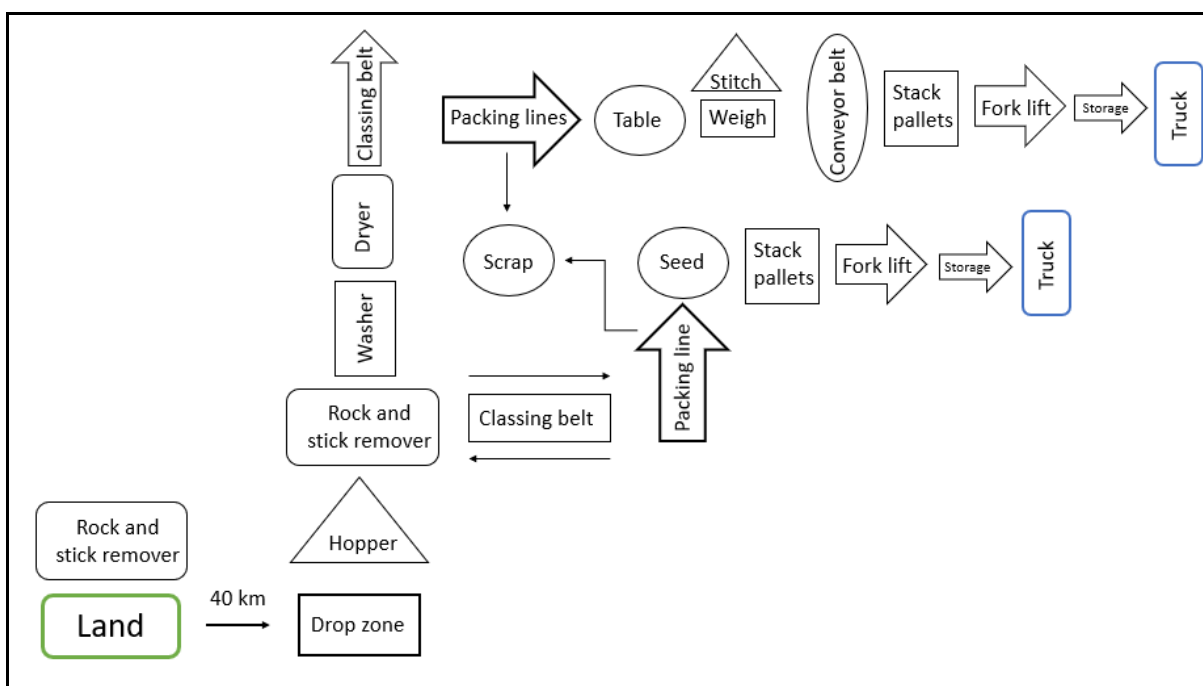 Classing belt
Packing lines
Table
Stitch
Weigh
Conveyor belt
Stack
pallets
Fork lift
Storage
Truck
Dryer
Scrap
Seed
Stack
pallets
Fork lift
Storage
Truck
Washer
Packing line
Rock and
stick remover
Classing belt
Hopper
Rock and
stick remover
Land
40 km
Drop zone